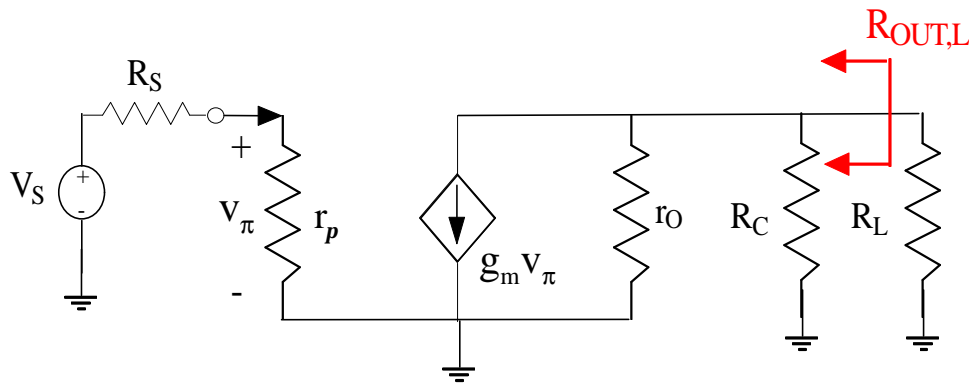 R_OUT,L
R_S
+
V_S
+
-
v_π
r_p
g_m v_π
r_O
R_C
R_L
-